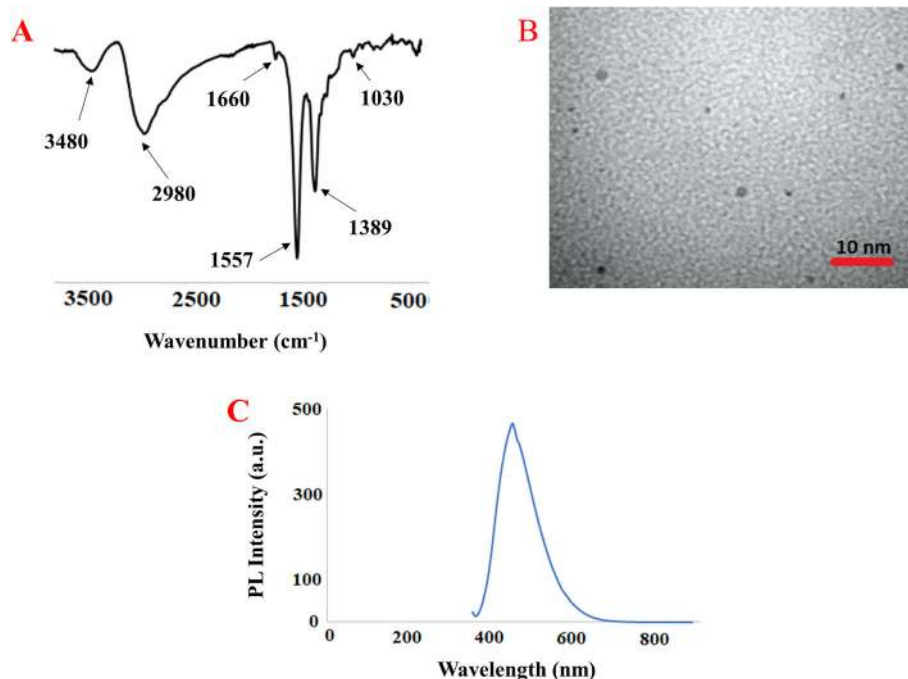 A
3480
2980
1660
1557
1389
1030
3500 2500 1500 500
Wavenumber (cm-1)
B
10 nm
C
PL Intensity (a.u.)
500
300
100
0
0 200 400 600 800
Wavelength (nm)